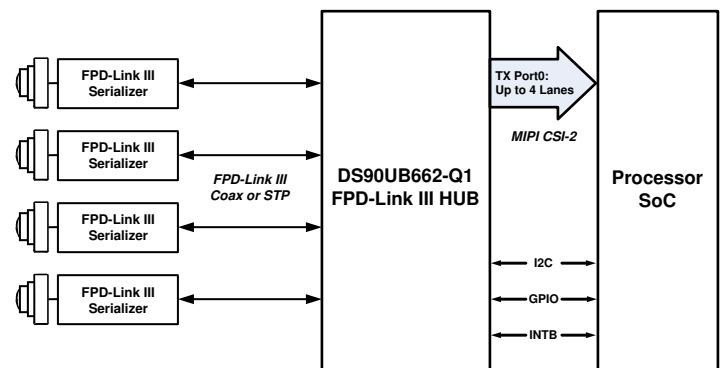 FPD-Link III
Serializer
FPD-Link III
Serializer
FPD-Link III
Serializer
FPD-Link III
Serializer
FPD-Link III
Coax or STP
DS90UB662-Q1
FPD-Link III HUB
TX Port0:
Up to 4 Lanes
MIPI CSI-2
I2C
GPIO
INTB
Processor
SoC